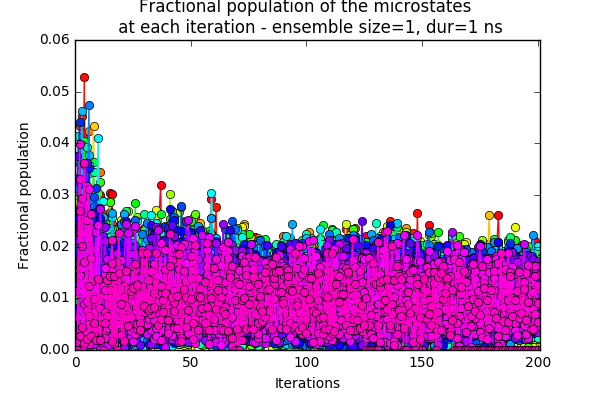 Fractional population of the microstates
at each iteration - ensemble size=1, dur=1 ns
0.06
0.05
0.04
0.03
0.02
0.01
0.00
Fractional population
0 50 100 150 200
Iterations